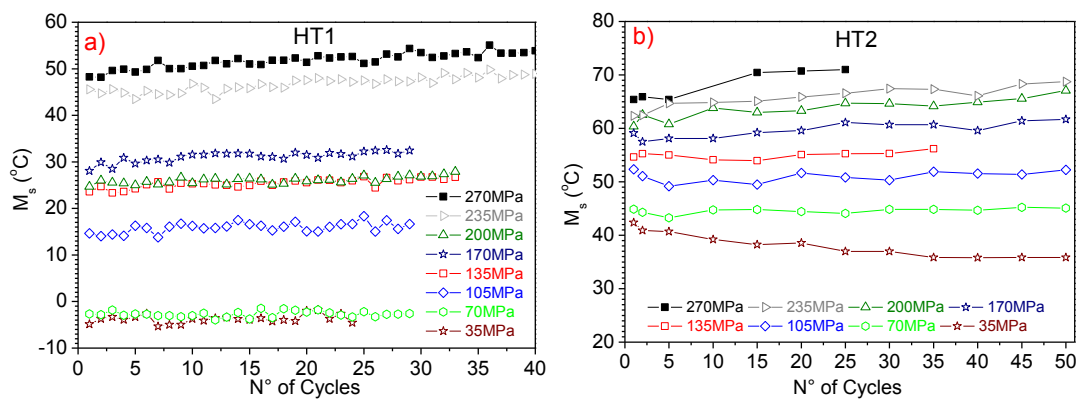 a)
HT1
60
50
40
30
20
10
0
-10
M_s (°C)
270MPa
235MPa
200MPa
170MPa
135MPa
105MPa
70MPa
35MPa
0 5 10 15 20 25 30 35 40
N° of Cycles
b)
HT2
80
70
60
50
40
30
20
M_s (°C)
270MPa 235MPa 200MPa 170MPa
135MPa 105MPa 70MPa 35MPa
0 5 10 15 20 25 30 35 40 45 50
N° of Cycles